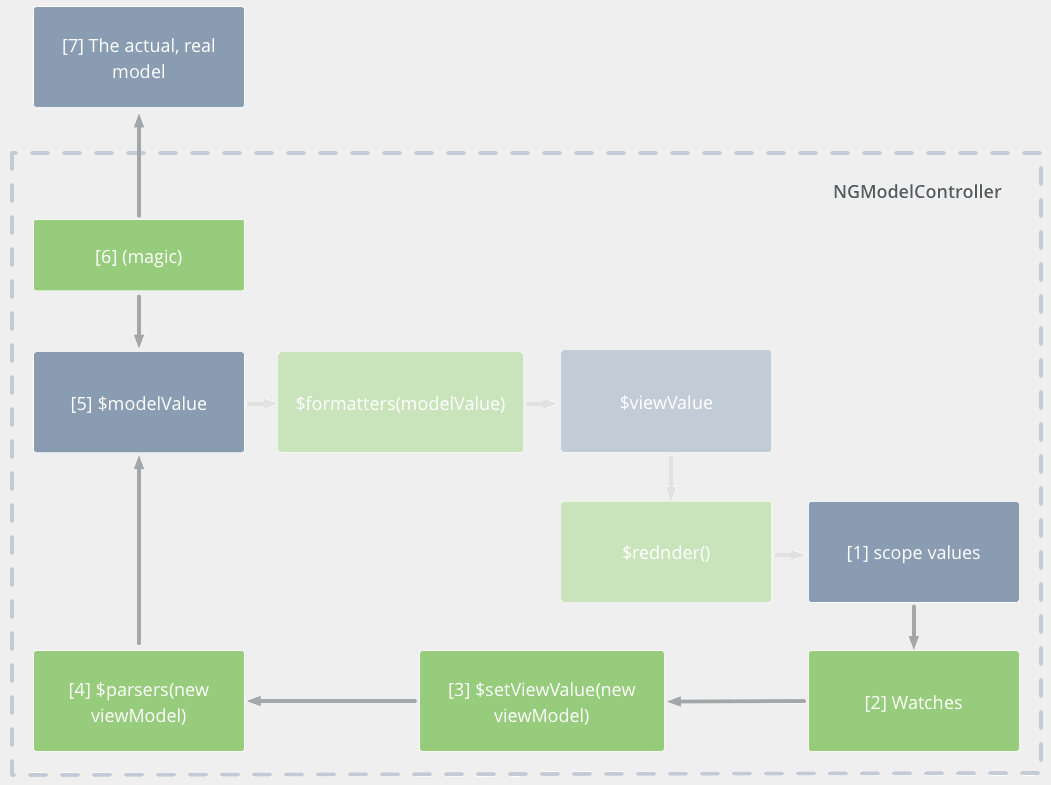 [7] The actual, real
model
NGModelController
[6] (magic)
[5] $modelValue
$formatters(modelValue)
$viewValue
$rednder()
[1] scope values
[4] $parsers(new
viewModel)
[3] $setViewValue(new
viewModel)
[2] Watches